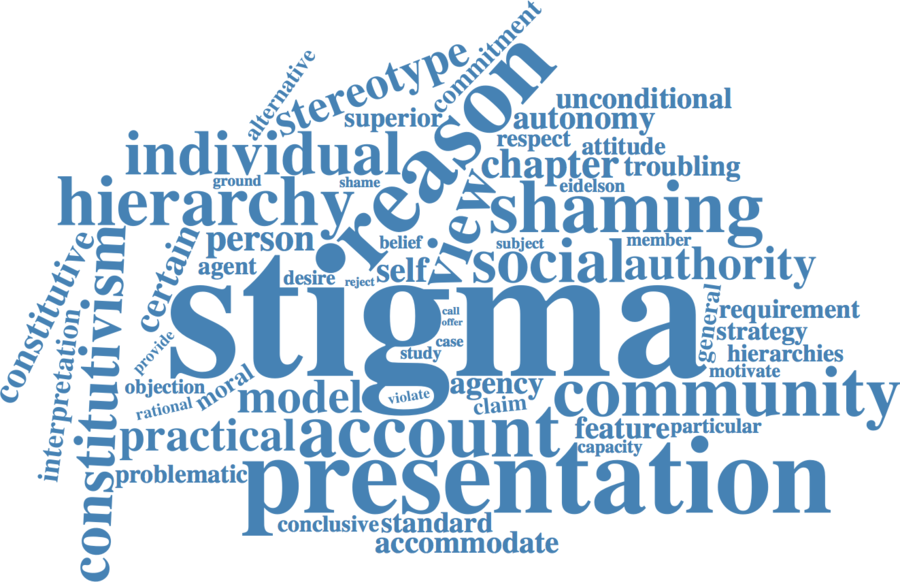 commitment
alternative
stereotype
reason
unconditional
superior
autonomy
respect
attitude
individual
chapter
troubling
ground
shame
eidelson
hierarchy
view
shaming
person
belief
subject
member
constitutive
certain
agent
desire
reject
self
social
authority
constitutivism
stigma
general
requirement
call
offer
strategy
interpretation
provide
case
study
hierarchies
motivate
objection
moral
rational
model
violate
agency
claim
community
practical
account
feature
particular
capacity
problematic
presentation
conclusive
standard
accommodate